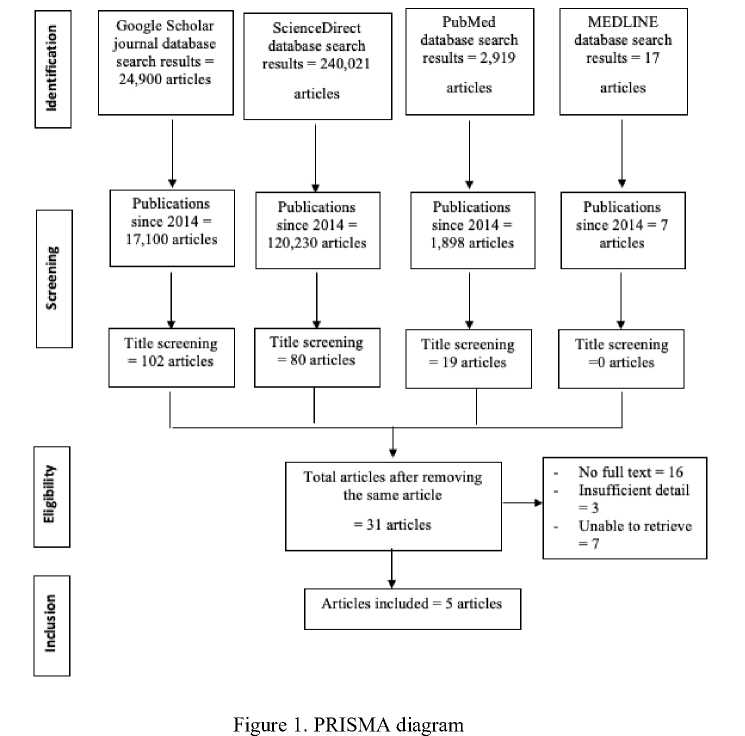 Identification
Google Scholar
journal database
search results =
24,900 articles
ScienceDirect
database search
results = 240,021
articles
PubMed
database search
results = 2,919
articles
MEDLINE
database search
results = 17
articles
Screening
Publications
since 2014 =
17,100 articles
Publications
since 2014 =
120,230 articles
Publications
since 2014 =
1,898 articles
Publications
since 2014 = 7
articles
Title screening
= 102 articles
Title screening
= 80 articles
Title screening
= 19 articles
Title screening
=0 articles
Eligibility
Total articles after removing
the same article
= 31 articles
- No full text = 16
- Insufficient detail
= 3
- Unable to retrieve
= 7
Inclusion
Articles included = 5 articles
Figure 1. PRISMA diagram